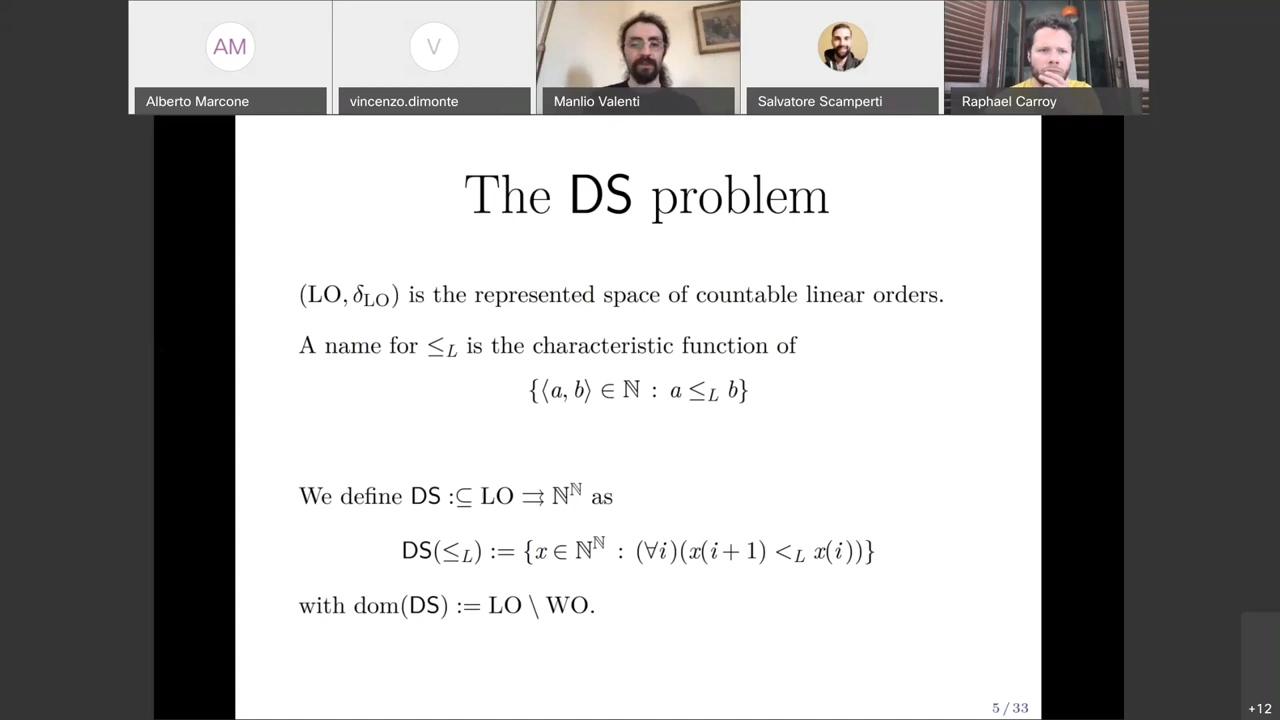 AM
V
Alberto Marcone
vincenzo.dimonte
Manlio Valenti
Salvatore Scamperti
Raphael Carroy
The DS problem
(LO, δ_LO) is the represented space of countable linear orders.
A name for ≤_L is the characteristic function of
{⟨a, b⟩ ∈ ℕ : a ≤_L b}
We define DS :⊆ LO ⇉ ℕ^ℕ as
DS(≤_L) := {x ∈ ℕ^ℕ : (∀i)(x(i + 1) <_L x(i))}
with dom(DS) := LO \ WO.
5 / 33
+12